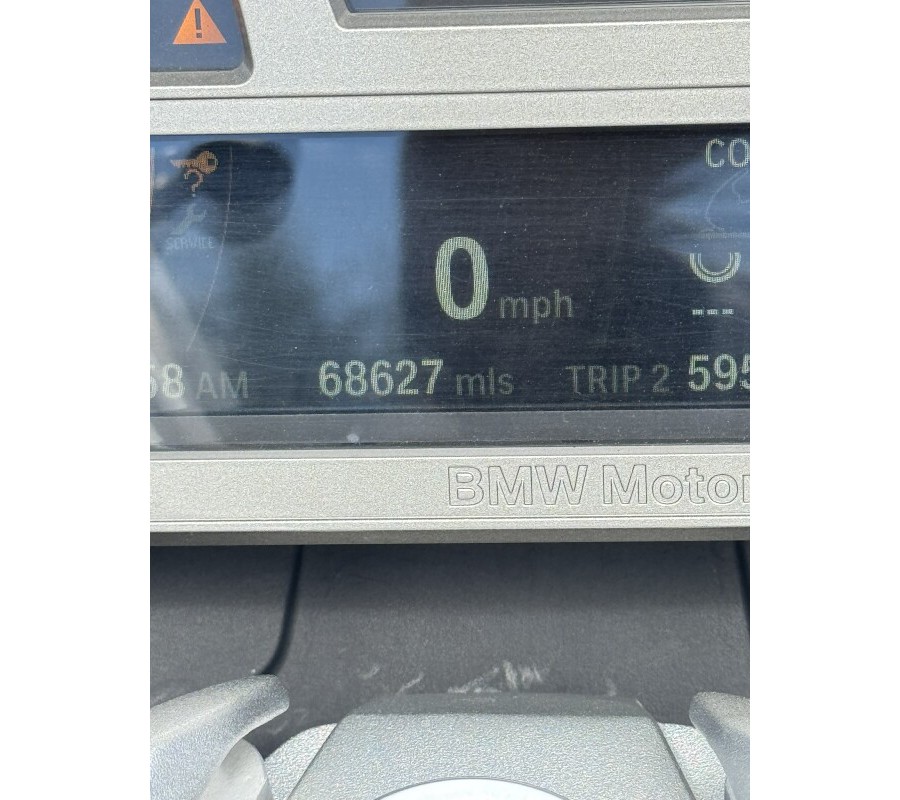 CO
?
SERVICE
0 mph
58 AM 68627 mls TRIP 2 595
BMW Motor